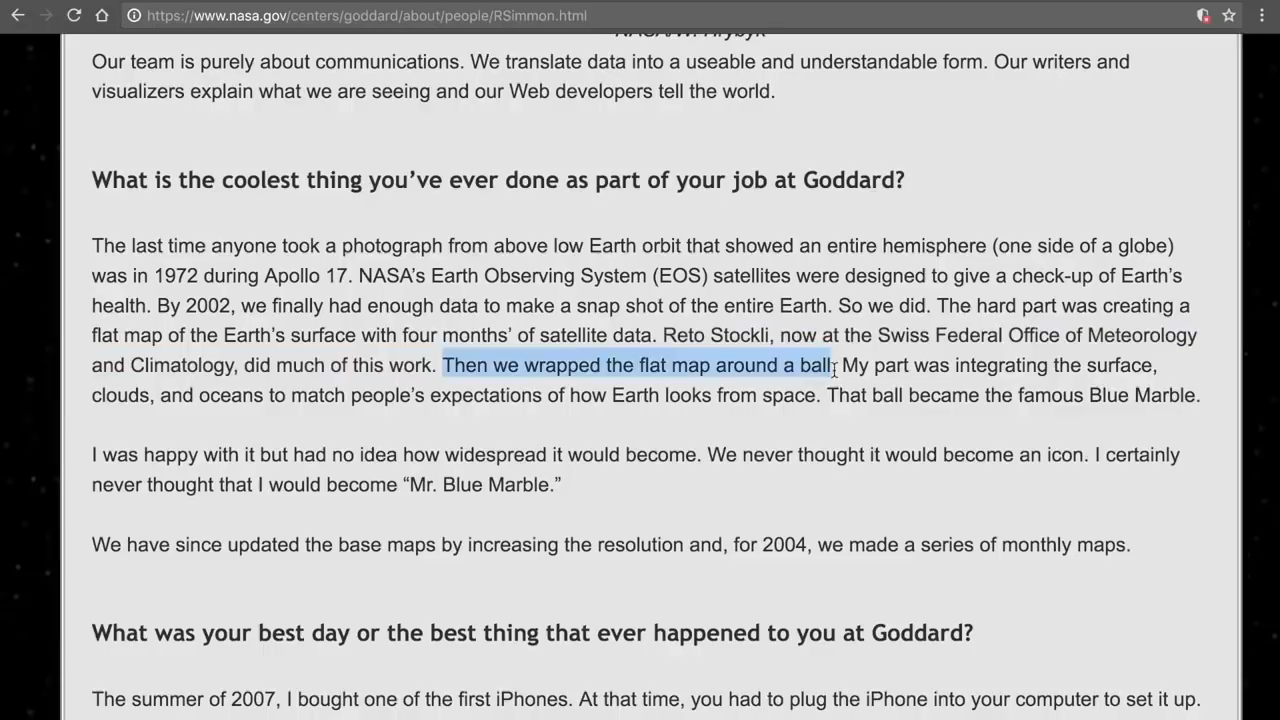 https://www.nasa.gov/centers/goddard/about/people/RSimmon.html
NASA/W. Hrybyk
Our team is purely about communications. We translate data into a useable and understandable form. Our writers and
visualizers explain what we are seeing and our Web developers tell the world.
What is the coolest thing you’ve ever done as part of your job at Goddard?
The last time anyone took a photograph from above low Earth orbit that showed an entire hemisphere (one side of a globe)
was in 1972 during Apollo 17. NASA’s Earth Observing System (EOS) satellites were designed to give a check-up of Earth’s
health. By 2002, we finally had enough data to make a snap shot of the entire Earth. So we did. The hard part was creating a
flat map of the Earth’s surface with four months’ of satellite data. Reto Stockli, now at the Swiss Federal Office of Meteorology
and Climatology, did much of this work. Then we wrapped the flat map around a ball. My part was integrating the surface,
clouds, and oceans to match people’s expectations of how Earth looks from space. That ball became the famous Blue Marble.
I was happy with it but had no idea how widespread it would become. We never thought it would become an icon. I certainly
never thought that I would become “Mr. Blue Marble.”
We have since updated the base maps by increasing the resolution and, for 2004, we made a series of monthly maps.
What was your best day or the best thing that ever happened to you at Goddard?
The summer of 2007, I bought one of the first iPhones. At that time, you had to plug the iPhone into your computer to set it up.